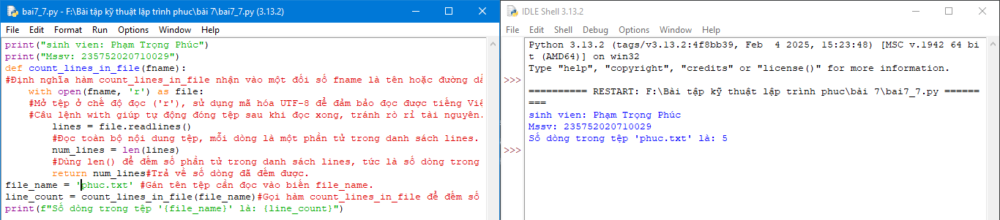 bai7_7.py - F:\Bài tập kỹ thuật lập trình phuc\bài 7\bai7_7.py (3.13.2)
File Edit Format Run Options Window Help
print("sinh vien: Phạm Trọng Phúc")
print("Mssv: 235752020710029")
def count_lines_in_file(fname):
#Định nghĩa hàm count_lines_in_file nhận vào một đối số fname là tên hoặc đường
    with open(fname, 'r') as file:
    #Mở tệp ở chế độ đọc ('r'), sử dụng mã hóa UTF-8 để đảm bảo đọc được tiếng
    #Câu lệnh with giúp tự động đóng tệp sau khi đọc xong, tránh rò rỉ tài nguyên.
        lines = file.readlines()
        #Đọc toàn bộ nội dung tệp, mỗi dòng là một phần tử trong danh sách lines.
        num_lines = len(lines)
        #Dùng len() để đếm số phần tử trong danh sách lines, tức là số dòng trong
        return num_lines#Trả về số dòng đã đếm được.
file_name = 'phuc.txt' #Gán tên tệp cần đọc vào biến file_name.
line_count = count_lines_in_file(file_name)#Gọi hàm count_lines_in_file để đếm số
print(f"Số dòng trong tệp '{file_name}' là: {line_count}")
IDLE Shell 3.13.2
File Edit Shell Debug Options Window Help
Python 3.13.2 (tags/v3.13.2:4f8bb39, Feb  4 2025, 15:23:48) [MSC v.1942 64 bi
t (AMD64)] on win32
Type "help", "copyright", "credits" or "license()" for more information.
>>>
========== RESTART: F:\Bài tập kỹ thuật lập trình phuc\bài 7\bai7_7.py ======
===
sinh vien: Phạm Trọng Phúc
Mssv: 235752020710029
Số dòng trong tệp 'phuc.txt' là: 5
>>>